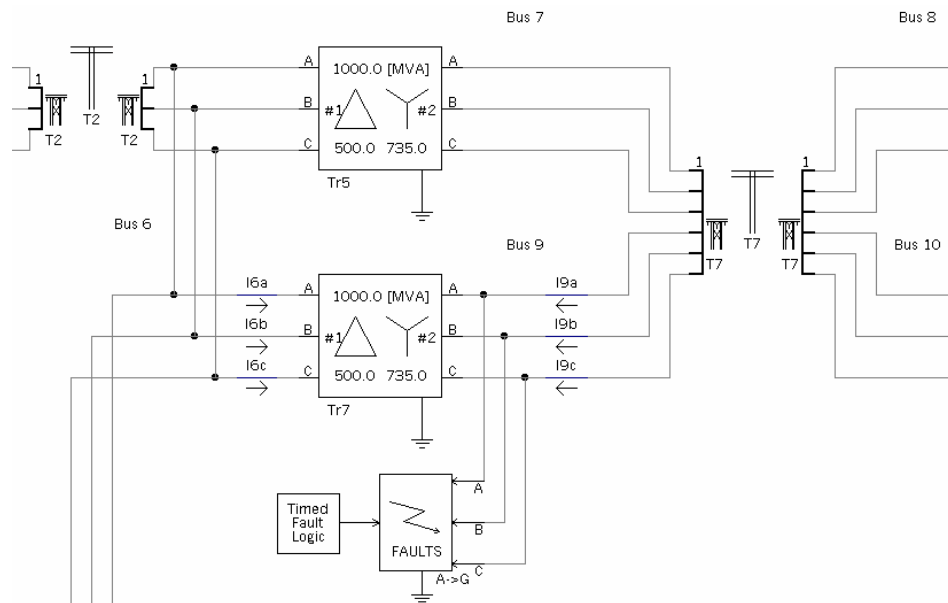 Bus 7
Bus 8
A
1000.0 [MVA]
A
1
1
T2
T2
T2
B
#1
#2
B
C
500.0 735.0
C
Tr5
1
1
T7
T7
T7
Bus 6
Bus 9
Bus 10
I6a
A
1000.0 [MVA]
A
I9a
I6b
B
#1
#2
B
I9b
I6c
C
500.0 735.0
C
I9c
Tr7
A
Timed
Fault
Logic
B
FAULTS
C
A->G